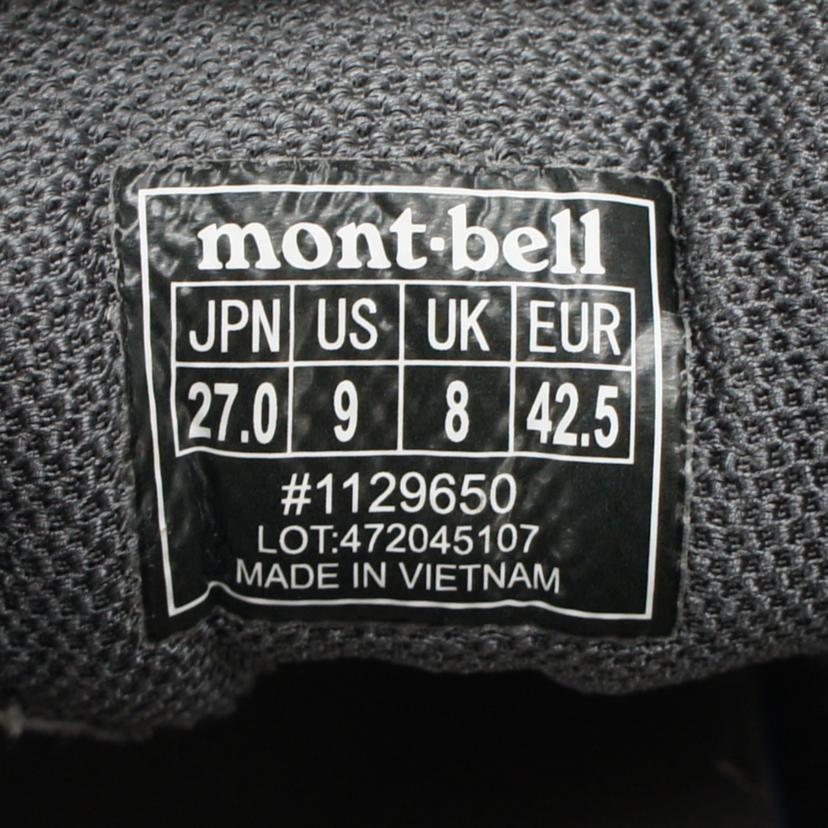 mont·bell
JPN US UK EUR
27.0 9 8 42.5
#1129650
LOT:472045107
MADE IN VIETNAM